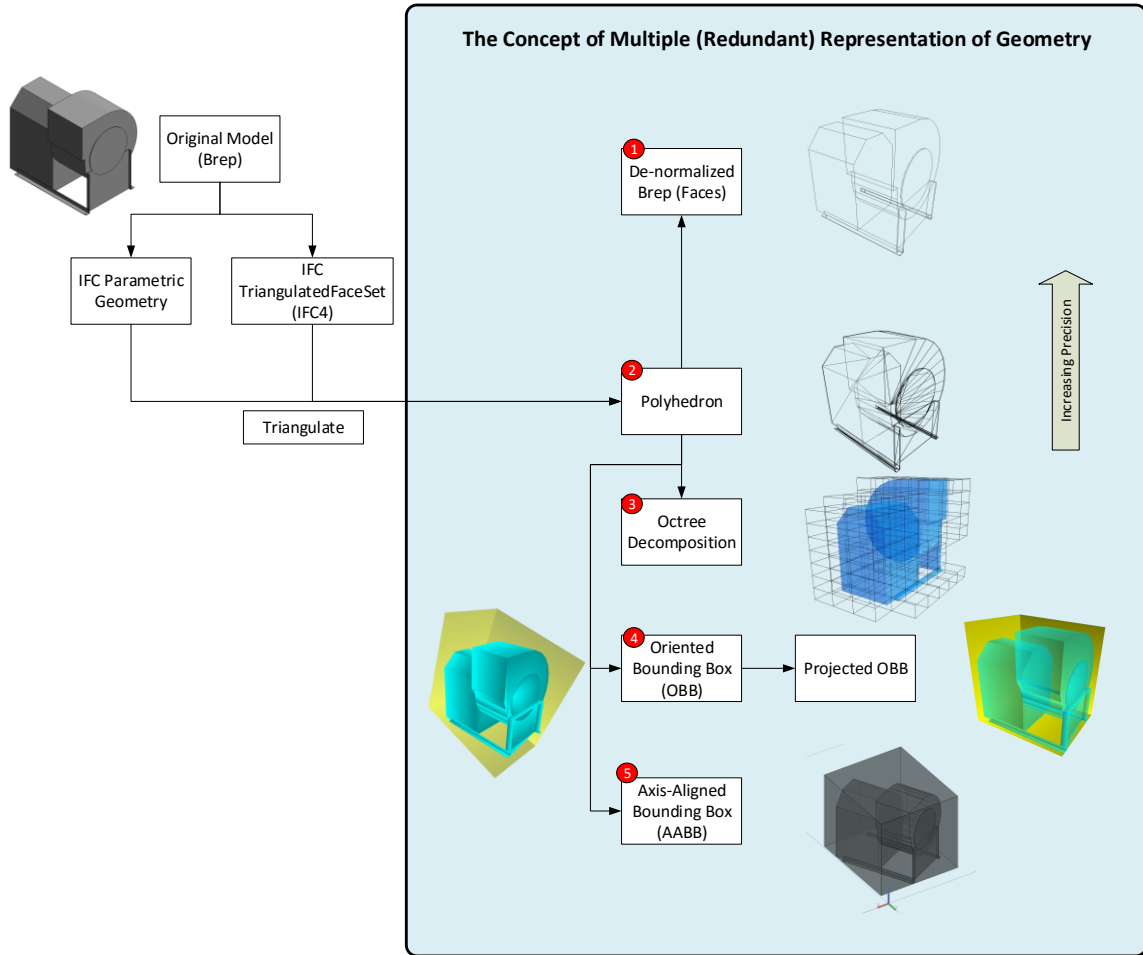 The Concept of Multiple (Redundant) Representation of Geometry
Original Model
(Brep)
IFC Parametric
Geometry
IFC
TriangulatedFaceSet
(IFC4)
Triangulate
1
De-normalized
Brep (Faces)
2
Polyhedron
3
Octree
Decomposition
4
Oriented
Bounding Box
(OBB)
Projected OBB
5
Axis-Aligned
Bounding Box
(AABB)
Increasing Precision